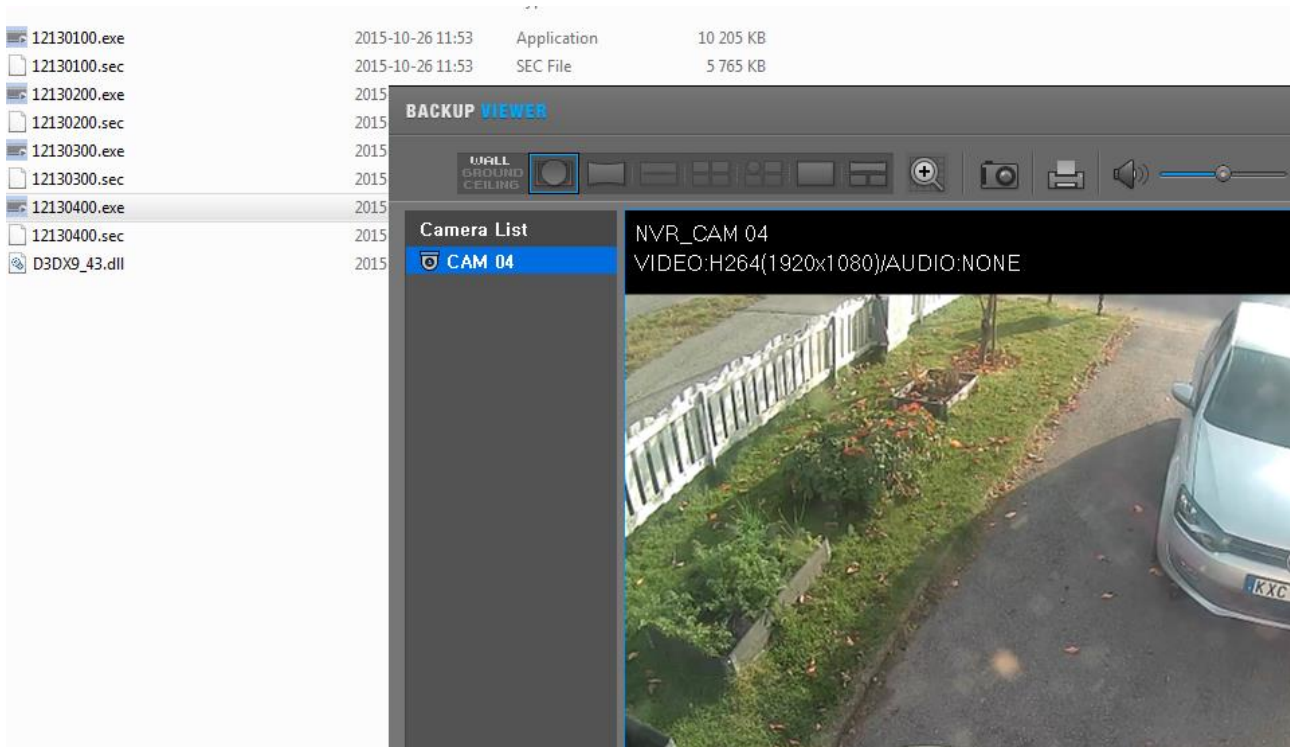 12130100.exe 2015-10-26 11:53 Application 10 205 KB
12130100.sec 2015-10-26 11:53 SEC File 5 765 KB
12130200.exe 2015
12130200.sec 2015
12130300.exe 2015
12130300.sec 2015
12130400.exe 2015
12130400.sec 2015
D3DX9_43.dll 2015
BACKUP VIEWER
WALL
GROUND
CEILING
Camera List
CAM 04
NVR_CAM 04
VIDEO:H264(1920x1080)/AUDIO:NONE
KXC